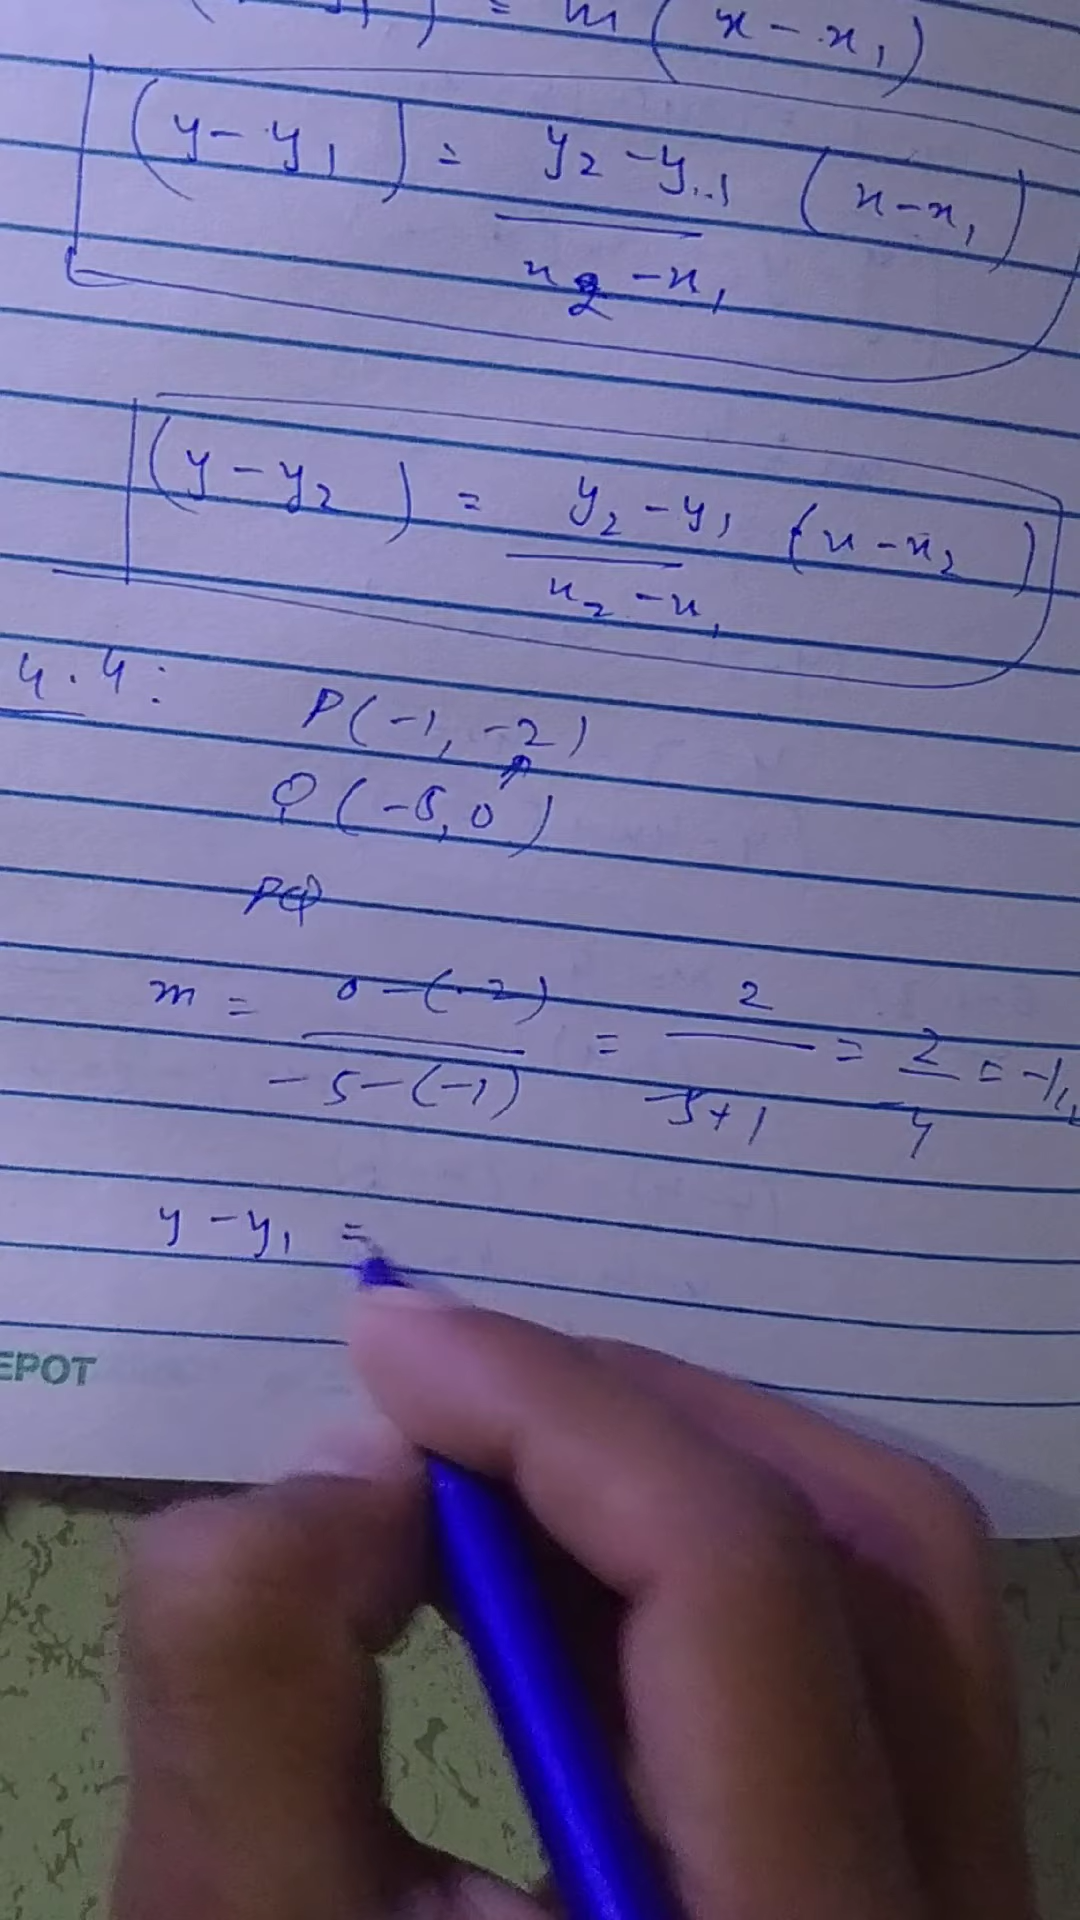 ) = m (x - x₁)
(y - y₁) = y₂ - y₁ (x - x₁)
x₂ - x₁
(y - y₂) = y₂ - y₁ (x - x₂)
x₂ - x₁
4.4: P(-1, -2)
Q(-5, 0)
PQ
m = 0 - (-2) / -5 - (-1) = 2 / -5+1 = 2 / -4 = -1/
y - y₁ =
EPOT